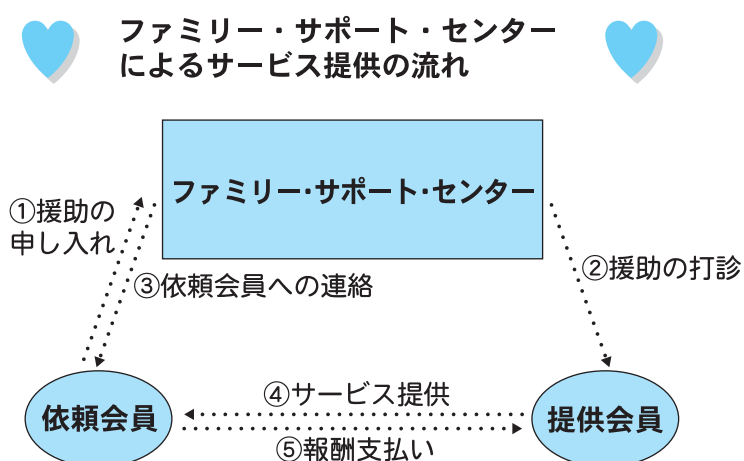 ファミリー・サポート・センター
によるサービス提供の流れ
ファミリー・サポート・センター
①援助の
申し入れ
②援助の打診
③依頼会員への連絡
④サービス提供
依頼会員
提供会員
⑤報酬支払い